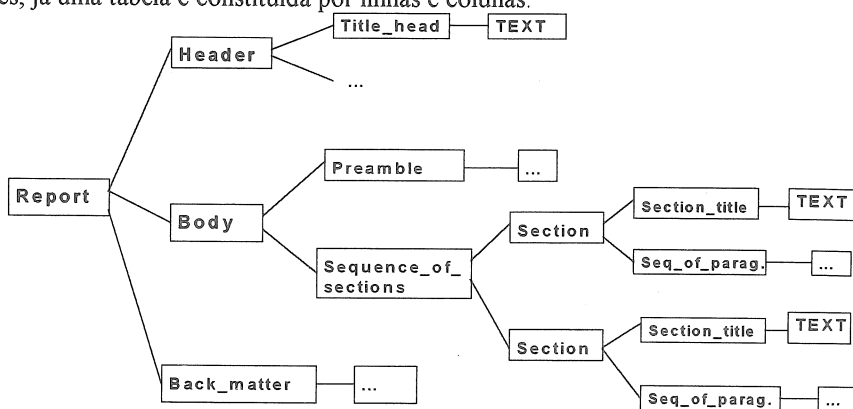 es, já uma tabela é constituída por linhas e colunas.
Title_head
TEXT
Header
...
Preamble
...
Report
Body
Section_title
TEXT
Section
Sequence_of_
sections
Seq_of_parag.
...
Section_title
TEXT
Section
Back_matter
...
Seq_of_parag.
...